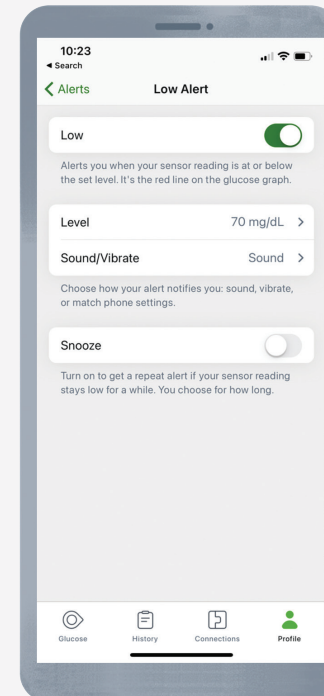 10:23
◀ Search
Alerts
Low Alert
Low
Alerts you when your sensor reading is at or below
the set level. It's the red line on the glucose graph.
Level 70 mg/dL
Sound/Vibrate Sound
Choose how your alert notifies you: sound, vibrate,
or match phone settings.
Snooze
Turn on to get a repeat alert if your sensor reading
stays low for a while. You choose for how long.
Glucose History Connections Profile